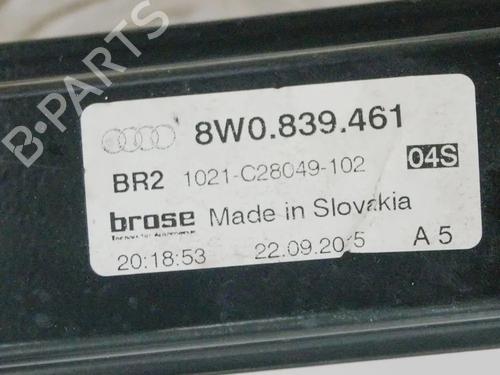 B-PARTS
8W0.839.461
BR2 1021-C28049-102 04S
brose Made in Slovakia
20:18:53 22.09.2015 A 5